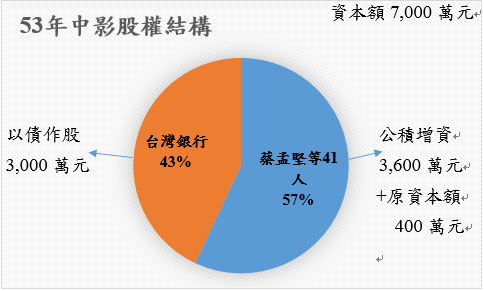 53年中影股權結構
資本額 7,000 萬元
以債作股
3,000 萬元
台灣銀行
43%
蔡孟堅等41
人
57%
公積增資
3,600 萬元
+原資本額
400 萬元